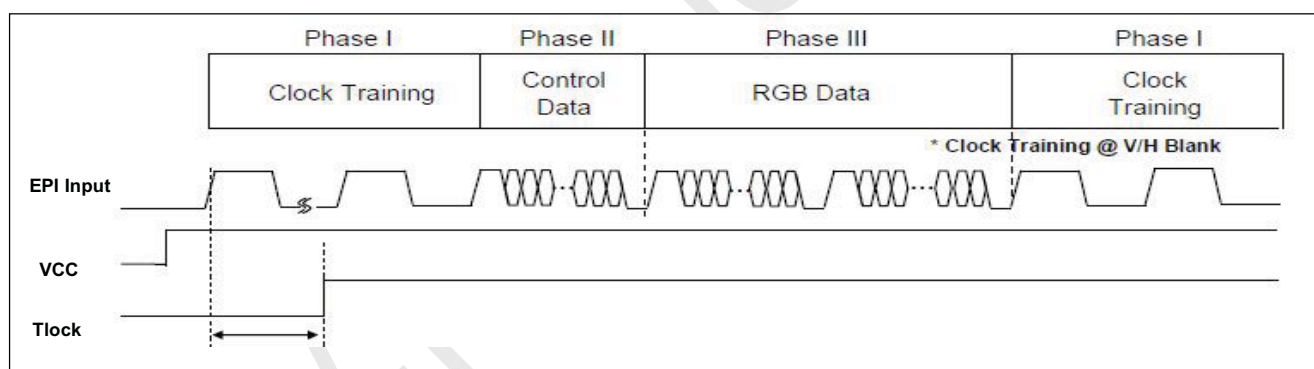 Phase I
Phase II
Phase III
Phase I
Clock Training
Control
Data
RGB Data
Clock
Training
* Clock Training @ V/H Blank
EPI Input
VCC
Tlock